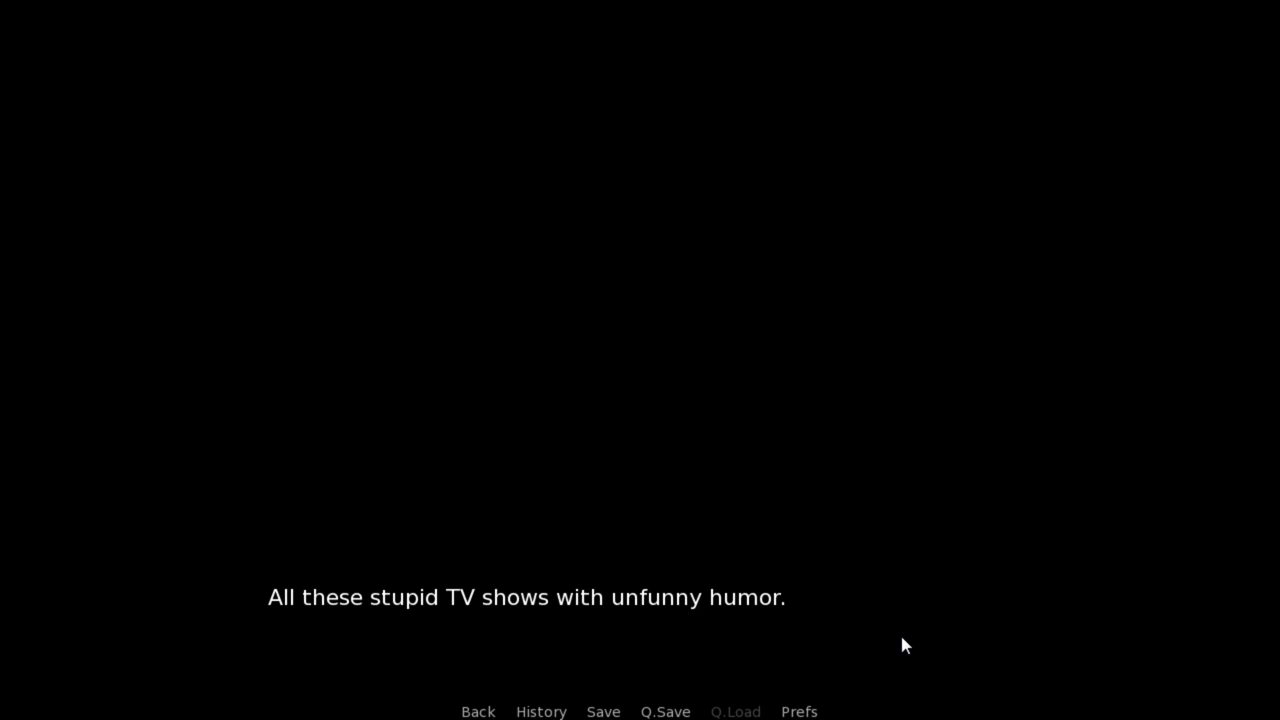 All these stupid TV shows with unfunny humor.
Back History Save Q.Save Q.Load Prefs